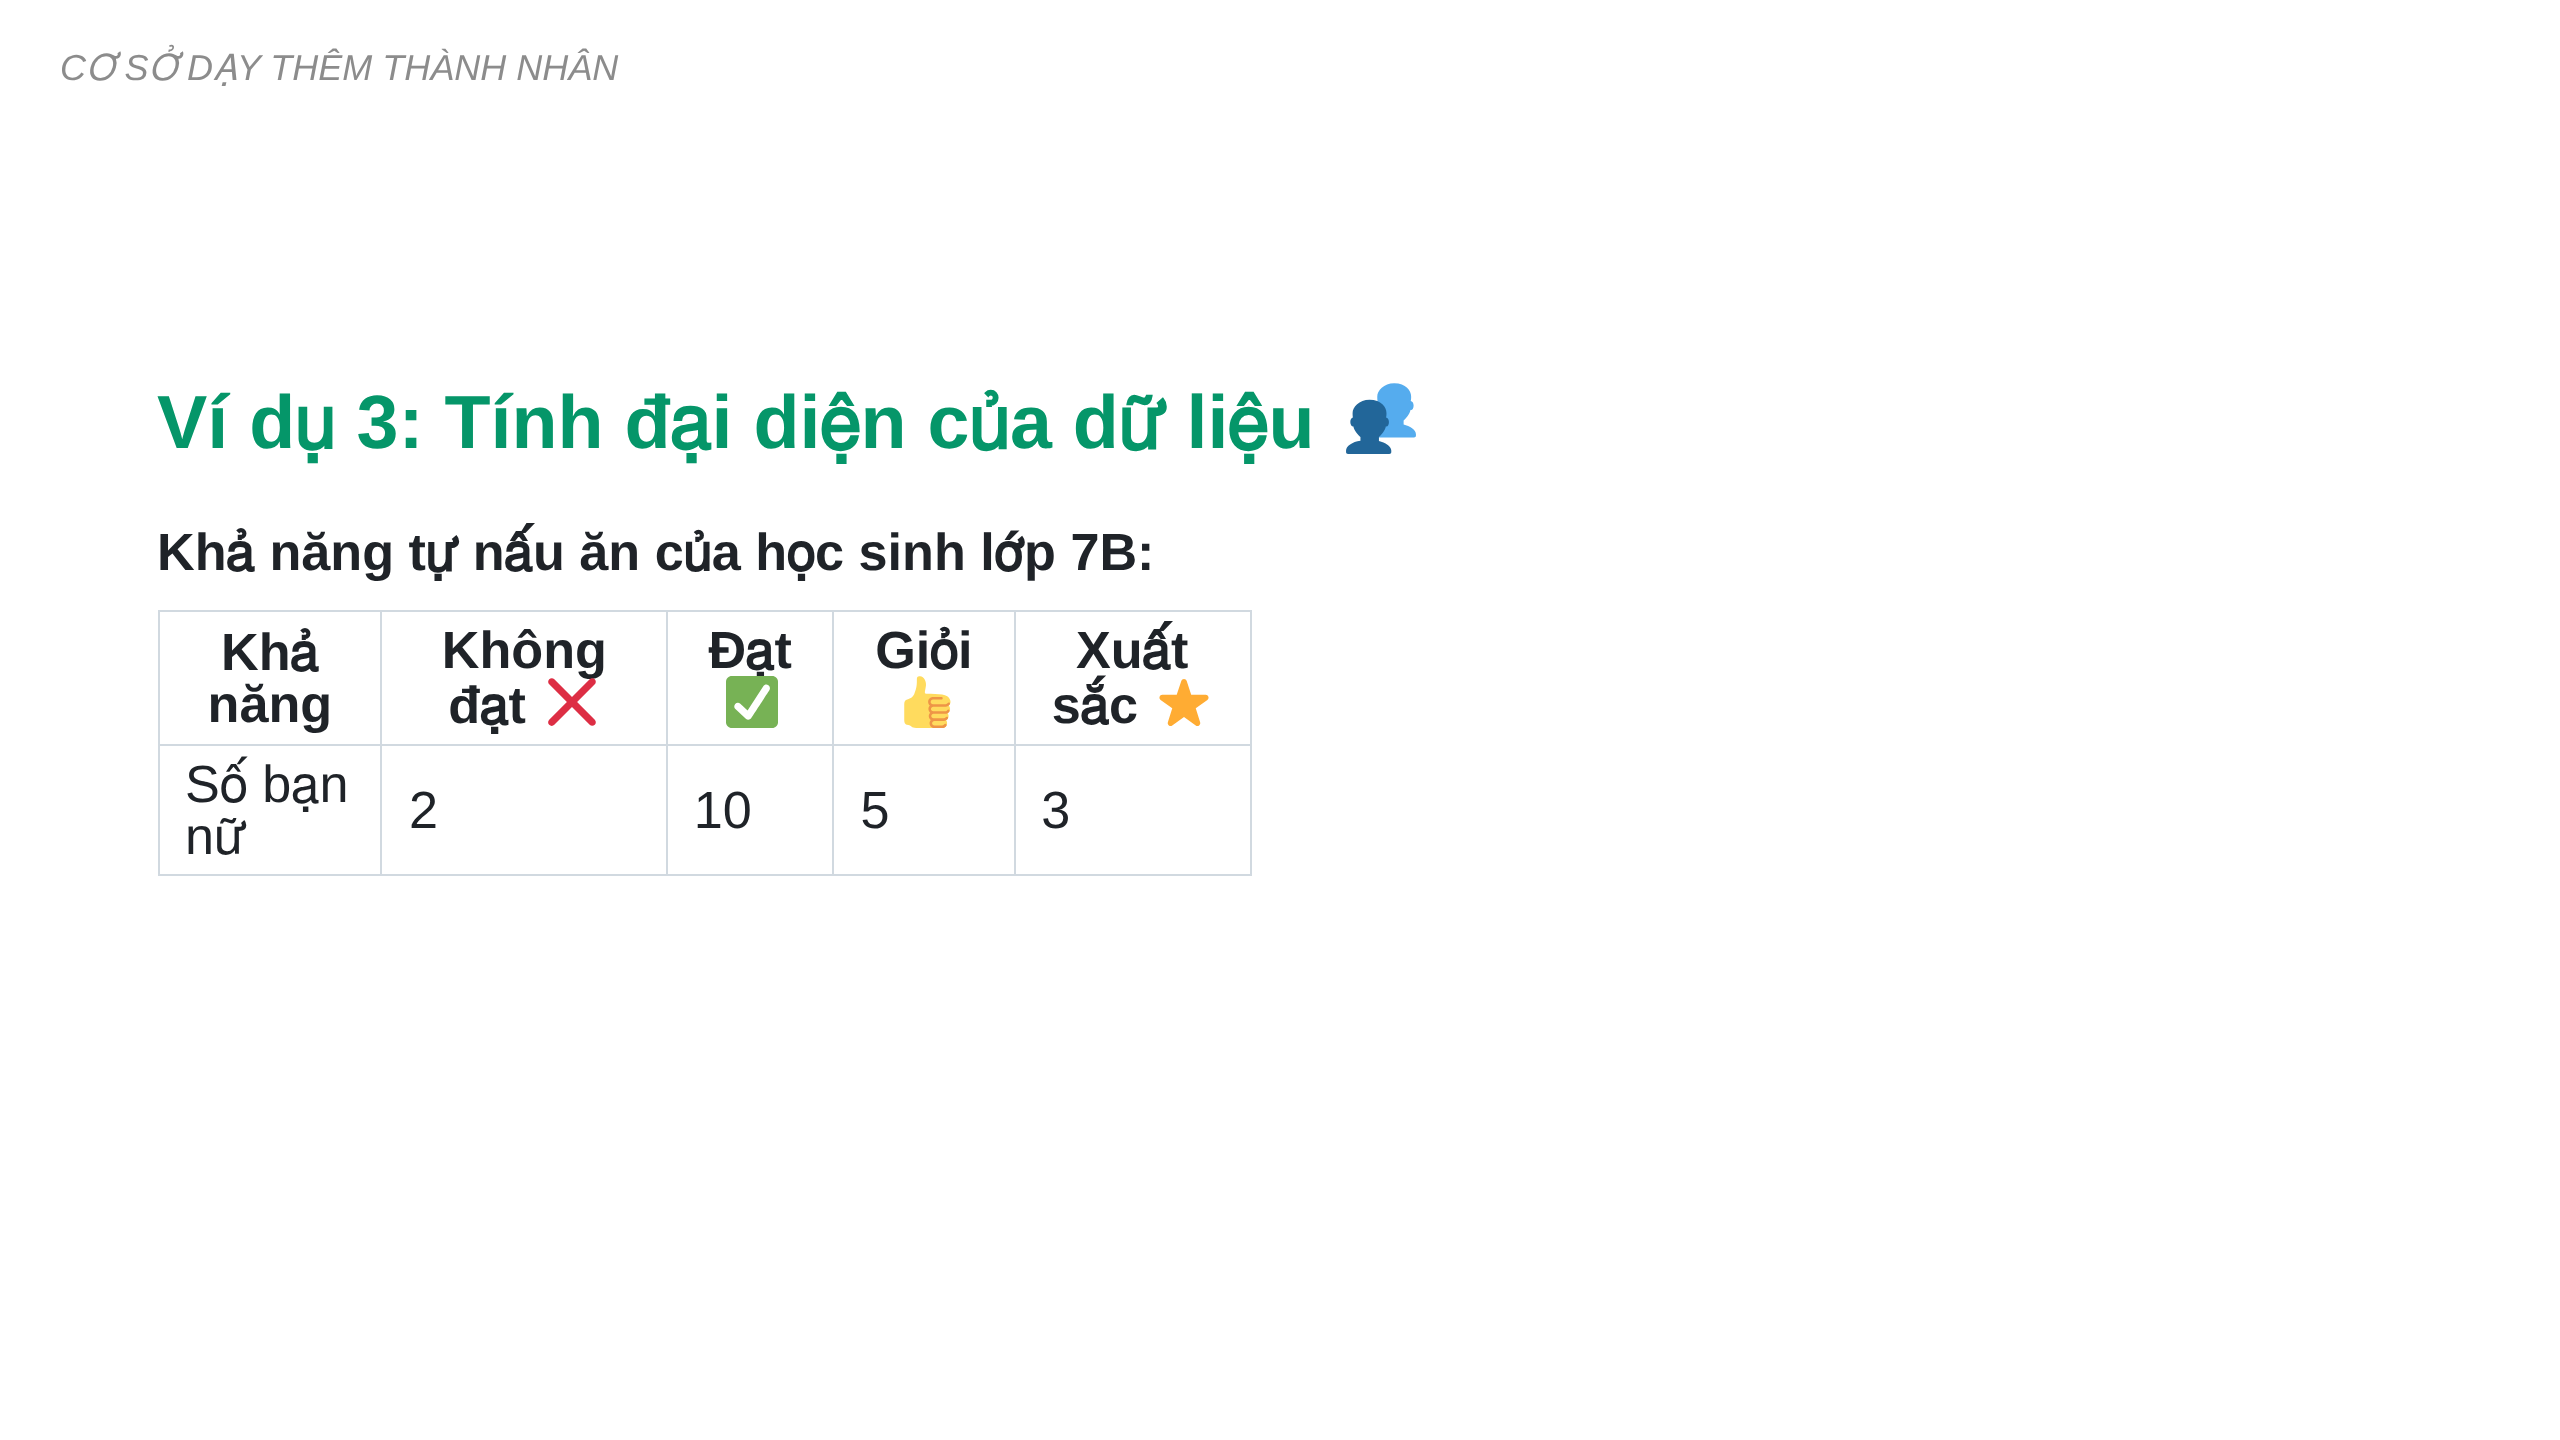 CƠ SỞ DẠY THÊM THÀNH NHÂN
Ví dụ 3: Tính đại diện của dữ liệu 👥
Khả năng tự nấu ăn của học sinh lớp 7B:
Khả năng | Không đạt ❌ | Đạt ✅ | Giỏi 👍 | Xuất sắc ⭐
Số bạn nữ | 2 | 10 | 5 | 3